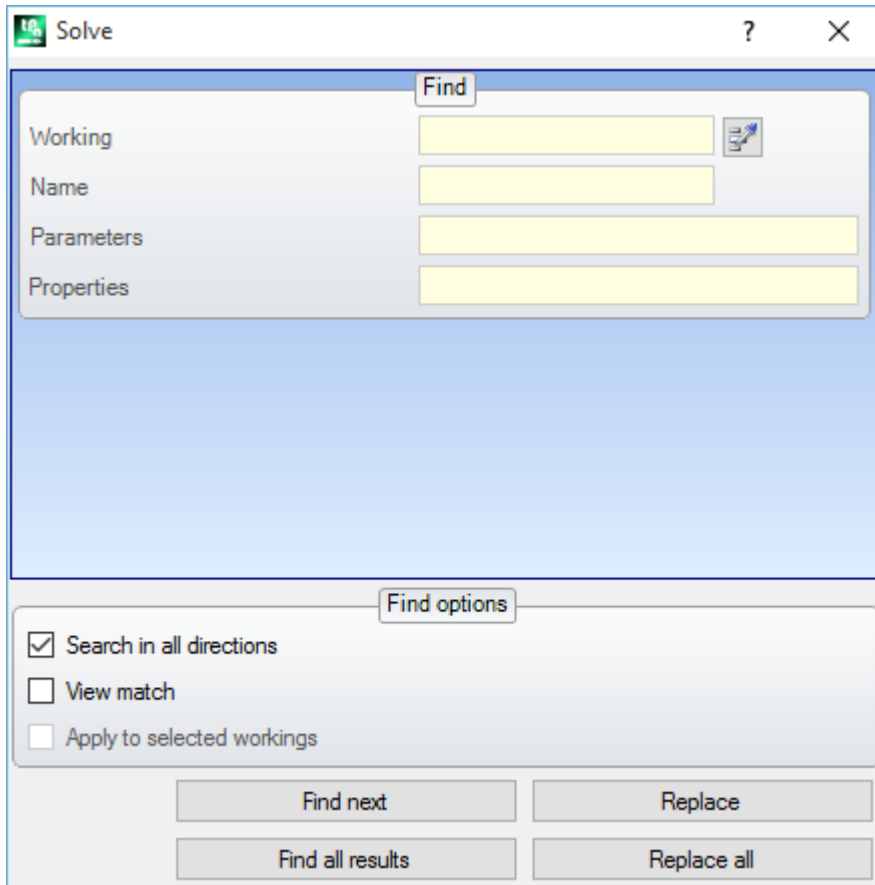 Solve
?
Find
Working
Name
Parameters
Properties
Find options
Search in all directions
View match
Apply to selected workings
Find next
Replace
Find all results
Replace all